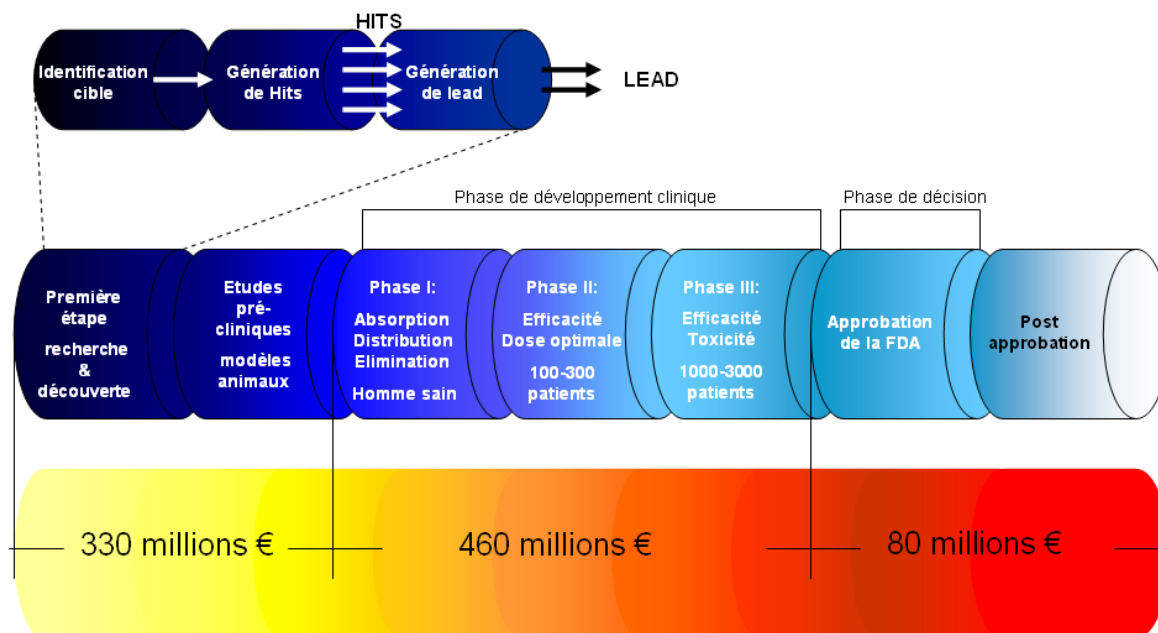 HITS
Identification
cible
Génération
de Hits
Génération
de lead
LEAD
Phase de développement clinique
Phase de décision
Première
étape
recherche
&
découverte
Etudes
pré-
cliniques
modèles
animaux
Phase I:
Absorption
Distribution
Elimination
Homme sain
Phase II:
Efficacité
Dose optimale
100-300
patients
Phase III:
Efficacité
Toxicité
1000-3000
patients
Approbation
de la FDA
Post
approbation
330 millions €
460 millions €
80 millions €